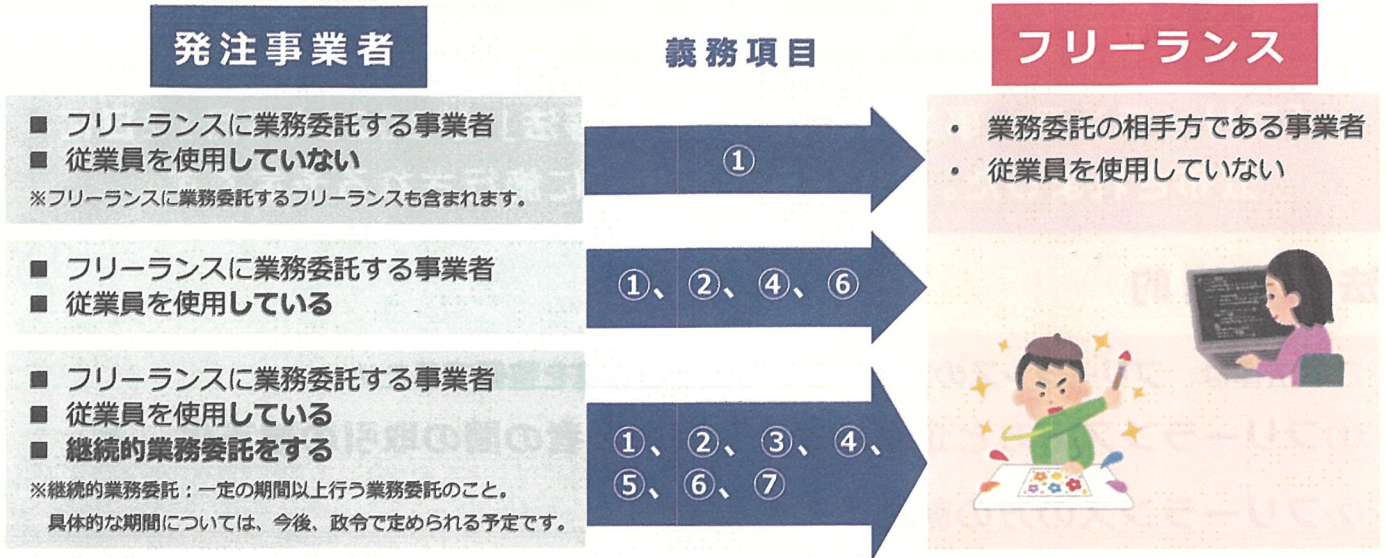 発注事業者
義務項目
フリーランス
■ フリーランスに業務委託する事業者
■ 従業員を使用していない
※フリーランスに業務委託するフリーランスも含まれます。
①
・ 業務委託の相手方である事業者
・ 従業員を使用していない
■ フリーランスに業務委託する事業者
■ 従業員を使用している
①、②、④、⑥
■ フリーランスに業務委託する事業者
■ 従業員を使用している
■ 継続的業務委託をする
※継続的業務委託：一定の期間以上行う業務委託のこと。
具体的な期間については、今後、政令で定められる予定です。
①、②、③、④、
⑤、⑥、⑦